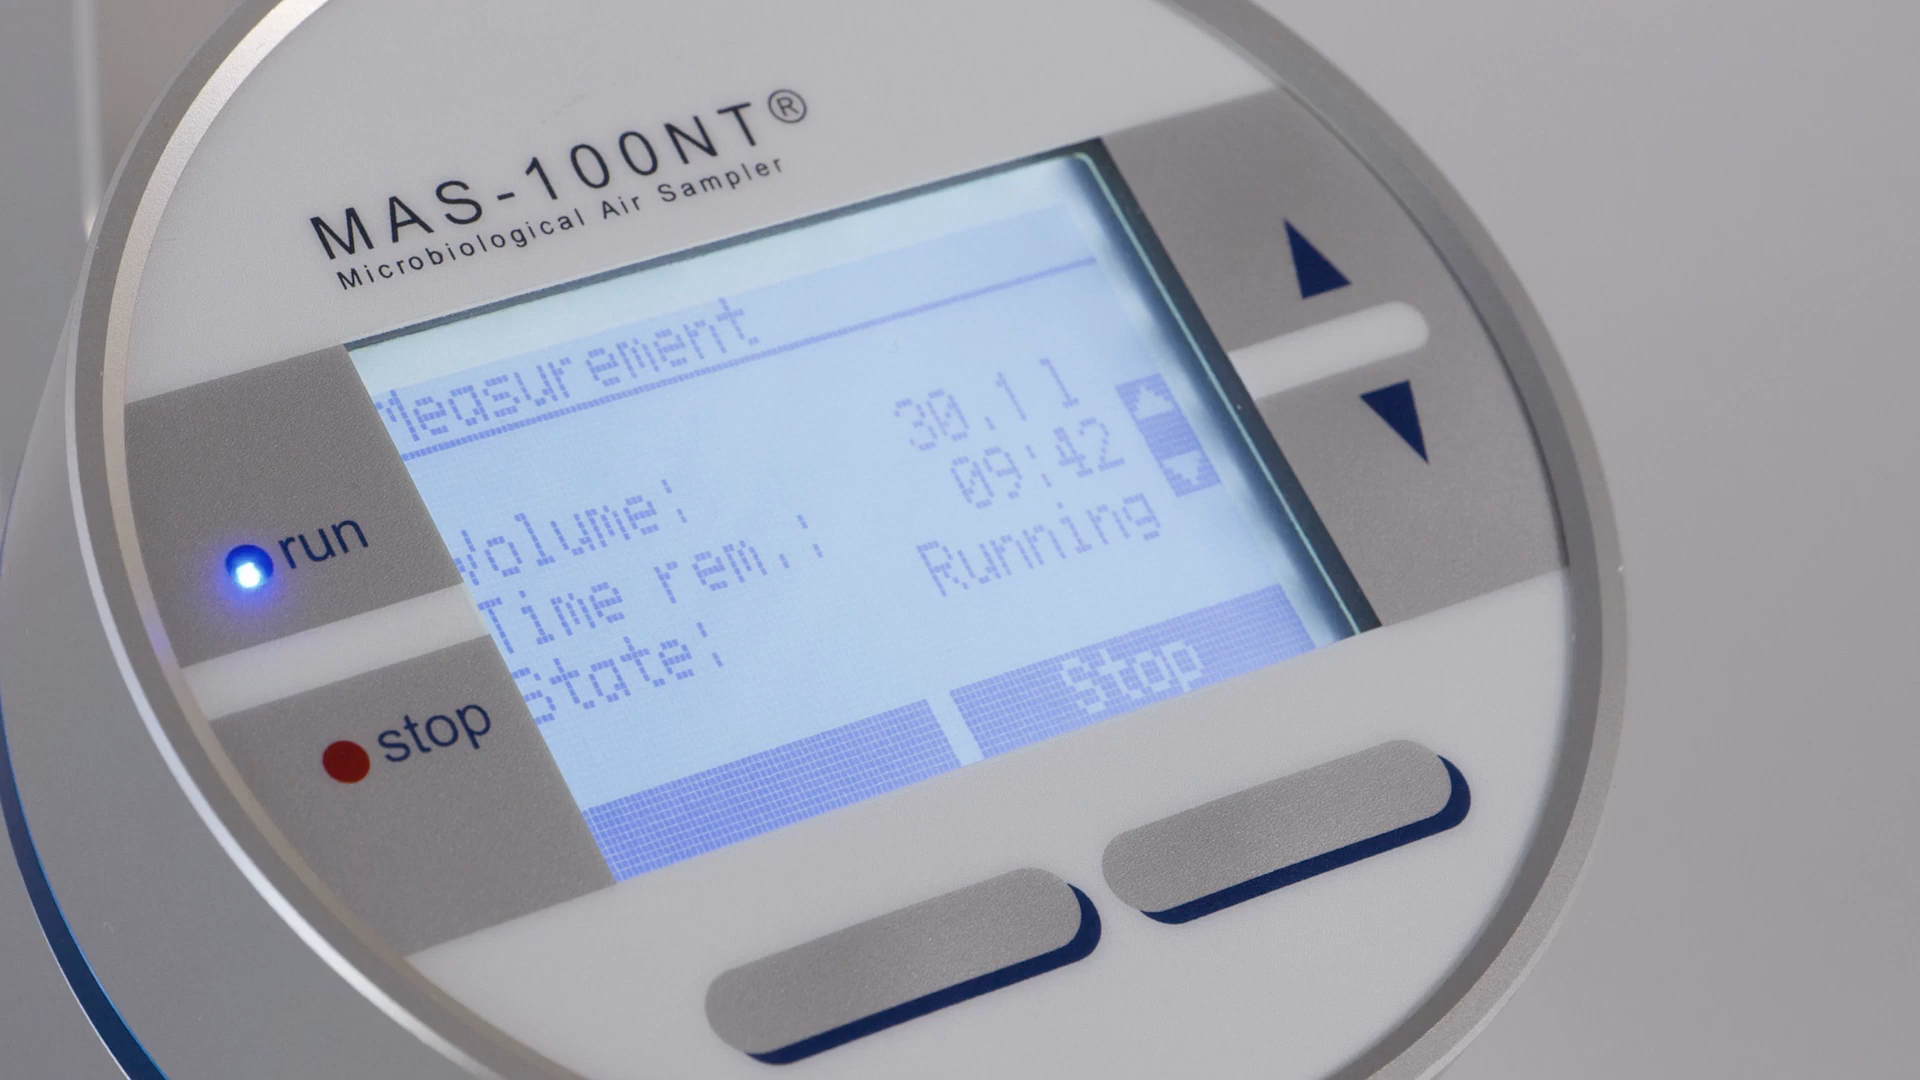 MAS-100NT®
Microbiological Air Sampler
Measurement
Volume: 30.1 l
Time rem.: 09:42
State: Running
Stop
run
stop